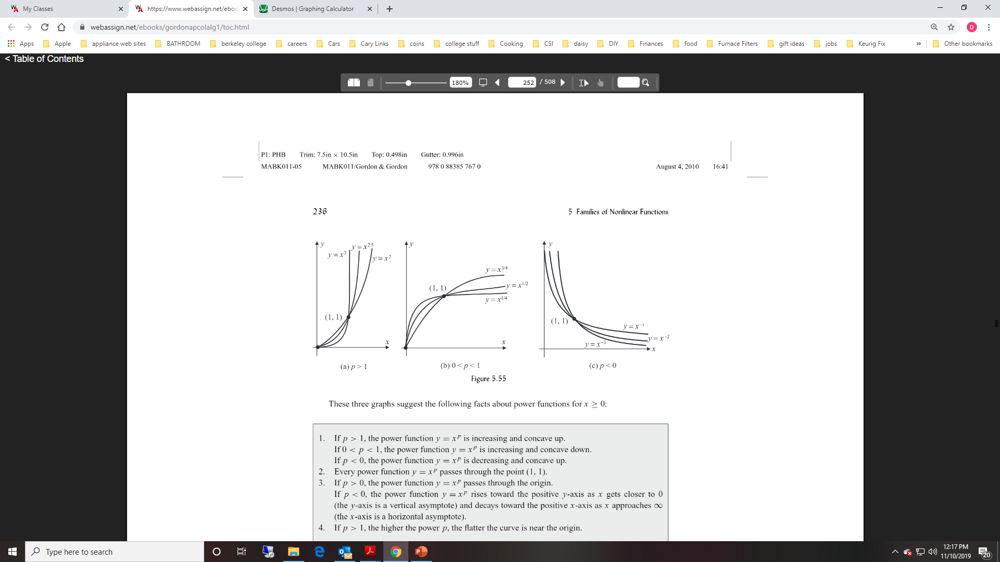 My Classes
https://www.webassign.net/eboo
Desmos | Graphing Calculator
webassign.net/ebooks/gordonapcolalg1/toc.html
D
Apps Apple appliance web sites BATHROOM berkeley college careers Cars Cary Links coins college stuff Cooking CSI daisy DIY Finances food Furnace Filters gift ideas jobs Keurig Fix » Other bookmarks
< Table of Contents
180% 252 / 508
P1: PHB Trim: 7.5in × 10.5in Top: 0.498in Gutter: 0.996in
MABK011-05 MABK011/Gordon & Gordon 978 0 88385 767 0 August 4, 2010 16:41
236 5 Families of Nonlinear Functions
y
y = x³
y = x^2.5
y = x²
(1, 1)
x
(a) p > 1
y
y = x^3/4
(1, 1)
y = x^1/2
y = x^1/4
x
(b) 0 < p < 1
y
(1, 1)
y = x⁻¹
y = x⁻²
y = x⁻³
x
(c) p < 0
Figure 5.55
These three graphs suggest the following facts about power functions for x ≥ 0:
1. If p > 1, the power function y = x^p is increasing and concave up.
If 0 < p < 1, the power function y = x^p is increasing and concave down.
If p < 0, the power function y = x^p is decreasing and concave up.
2. Every power function y = x^p passes through the point (1, 1).
3. If p > 0, the power function y = x^p passes through the origin.
If p < 0, the power function y = x^p rises toward the positive y-axis as x gets closer to 0
(the y-axis is a vertical asymptote) and decays toward the positive x-axis as x approaches ∞
(the x-axis is a horizontal asymptote).
4. If p > 1, the higher the power p, the flatter the curve is near the origin.
Type here to search
12:17 PM
11/10/2019
20